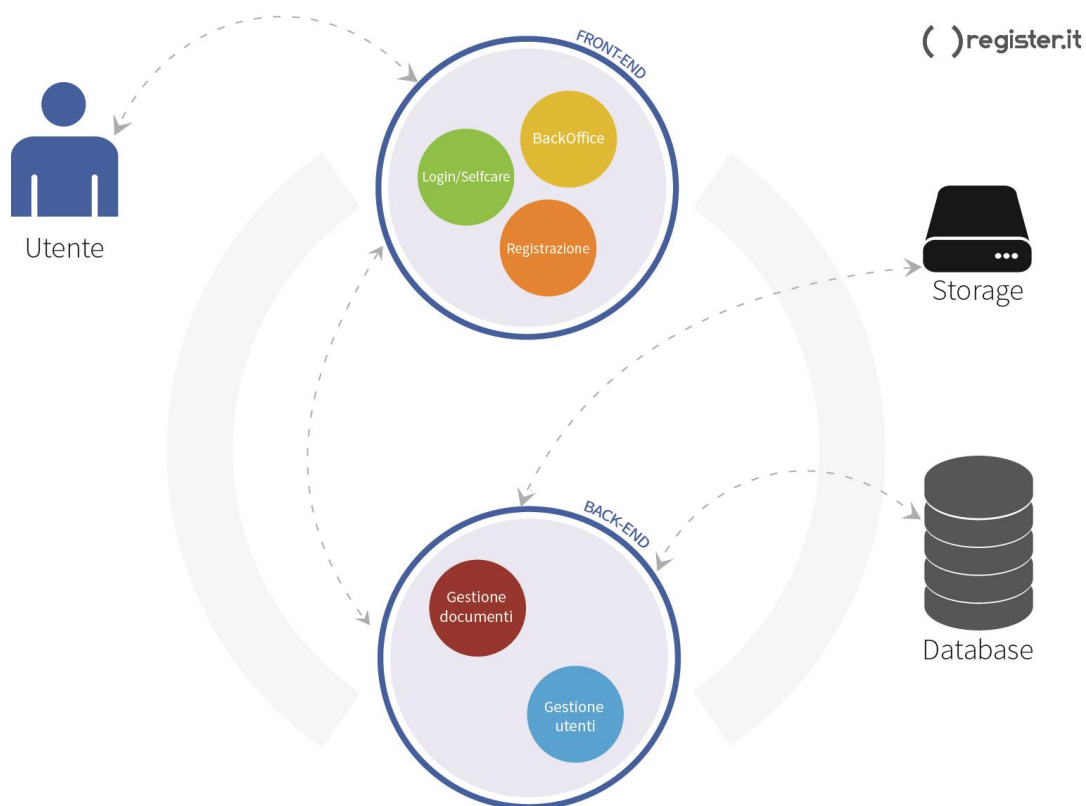 FRONT-END
( ) register.it
BackOffice
Login/Selfcare
Registrazione
Utente
Storage
BACK-END
Gestione
documenti
Gestione
utenti
Database